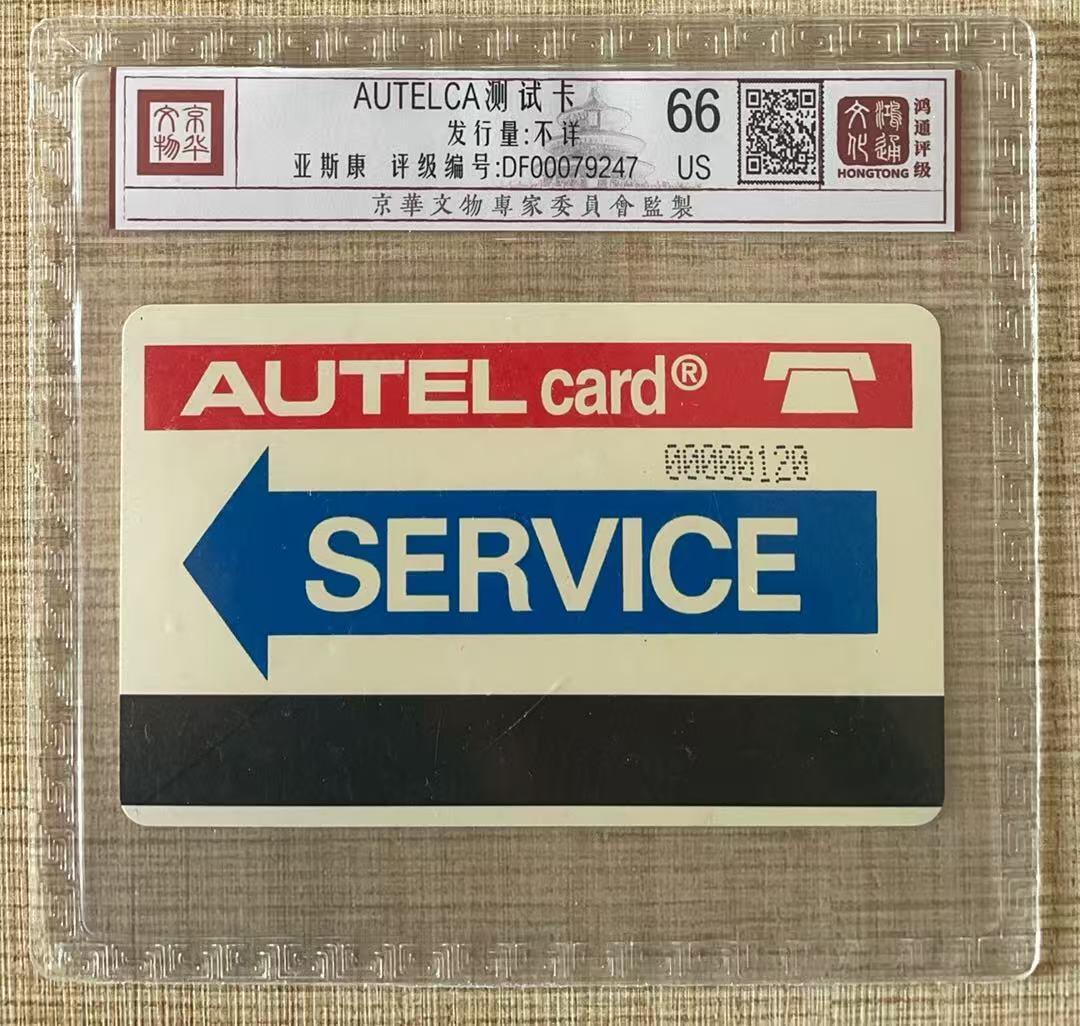 京华文物
AUTELCA测试卡
发行量:不详
亚斯康 评级编号:DF00079247
66
US
鸿通文化
HONGTONG
鸿通评级
京華文物專家委員會監製
AUTEL card®
00000120
SERVICE